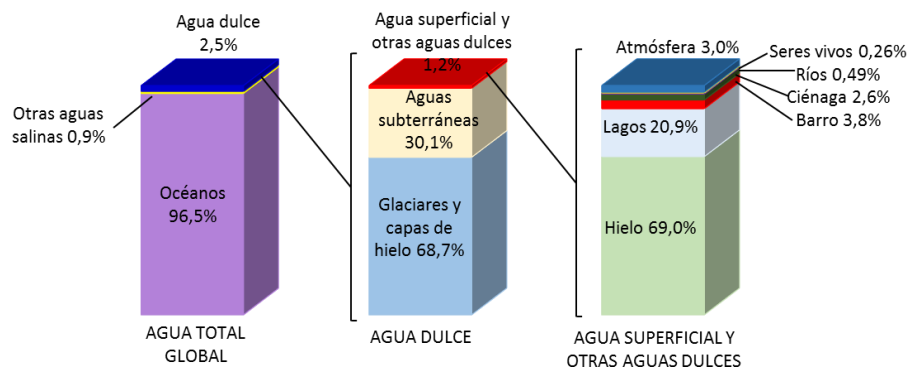 Agua dulce
2,5%
Otras aguas
salinas 0,9%
Océanos
96,5%
AGUA TOTAL
GLOBAL
Agua superficial y
otras aguas dulces
1,2%
Aguas
subterráneas
30,1%
Glaciares y
capas de
hielo 68,7%
AGUA DULCE
Atmósfera 3,0%
Seres vivos 0,26%
Ríos 0,49%
Ciénaga 2,6%
Barro 3,8%
Lagos 20,9%
Hielo 69,0%
AGUA SUPERFICIAL Y
OTRAS AGUAS DULCES